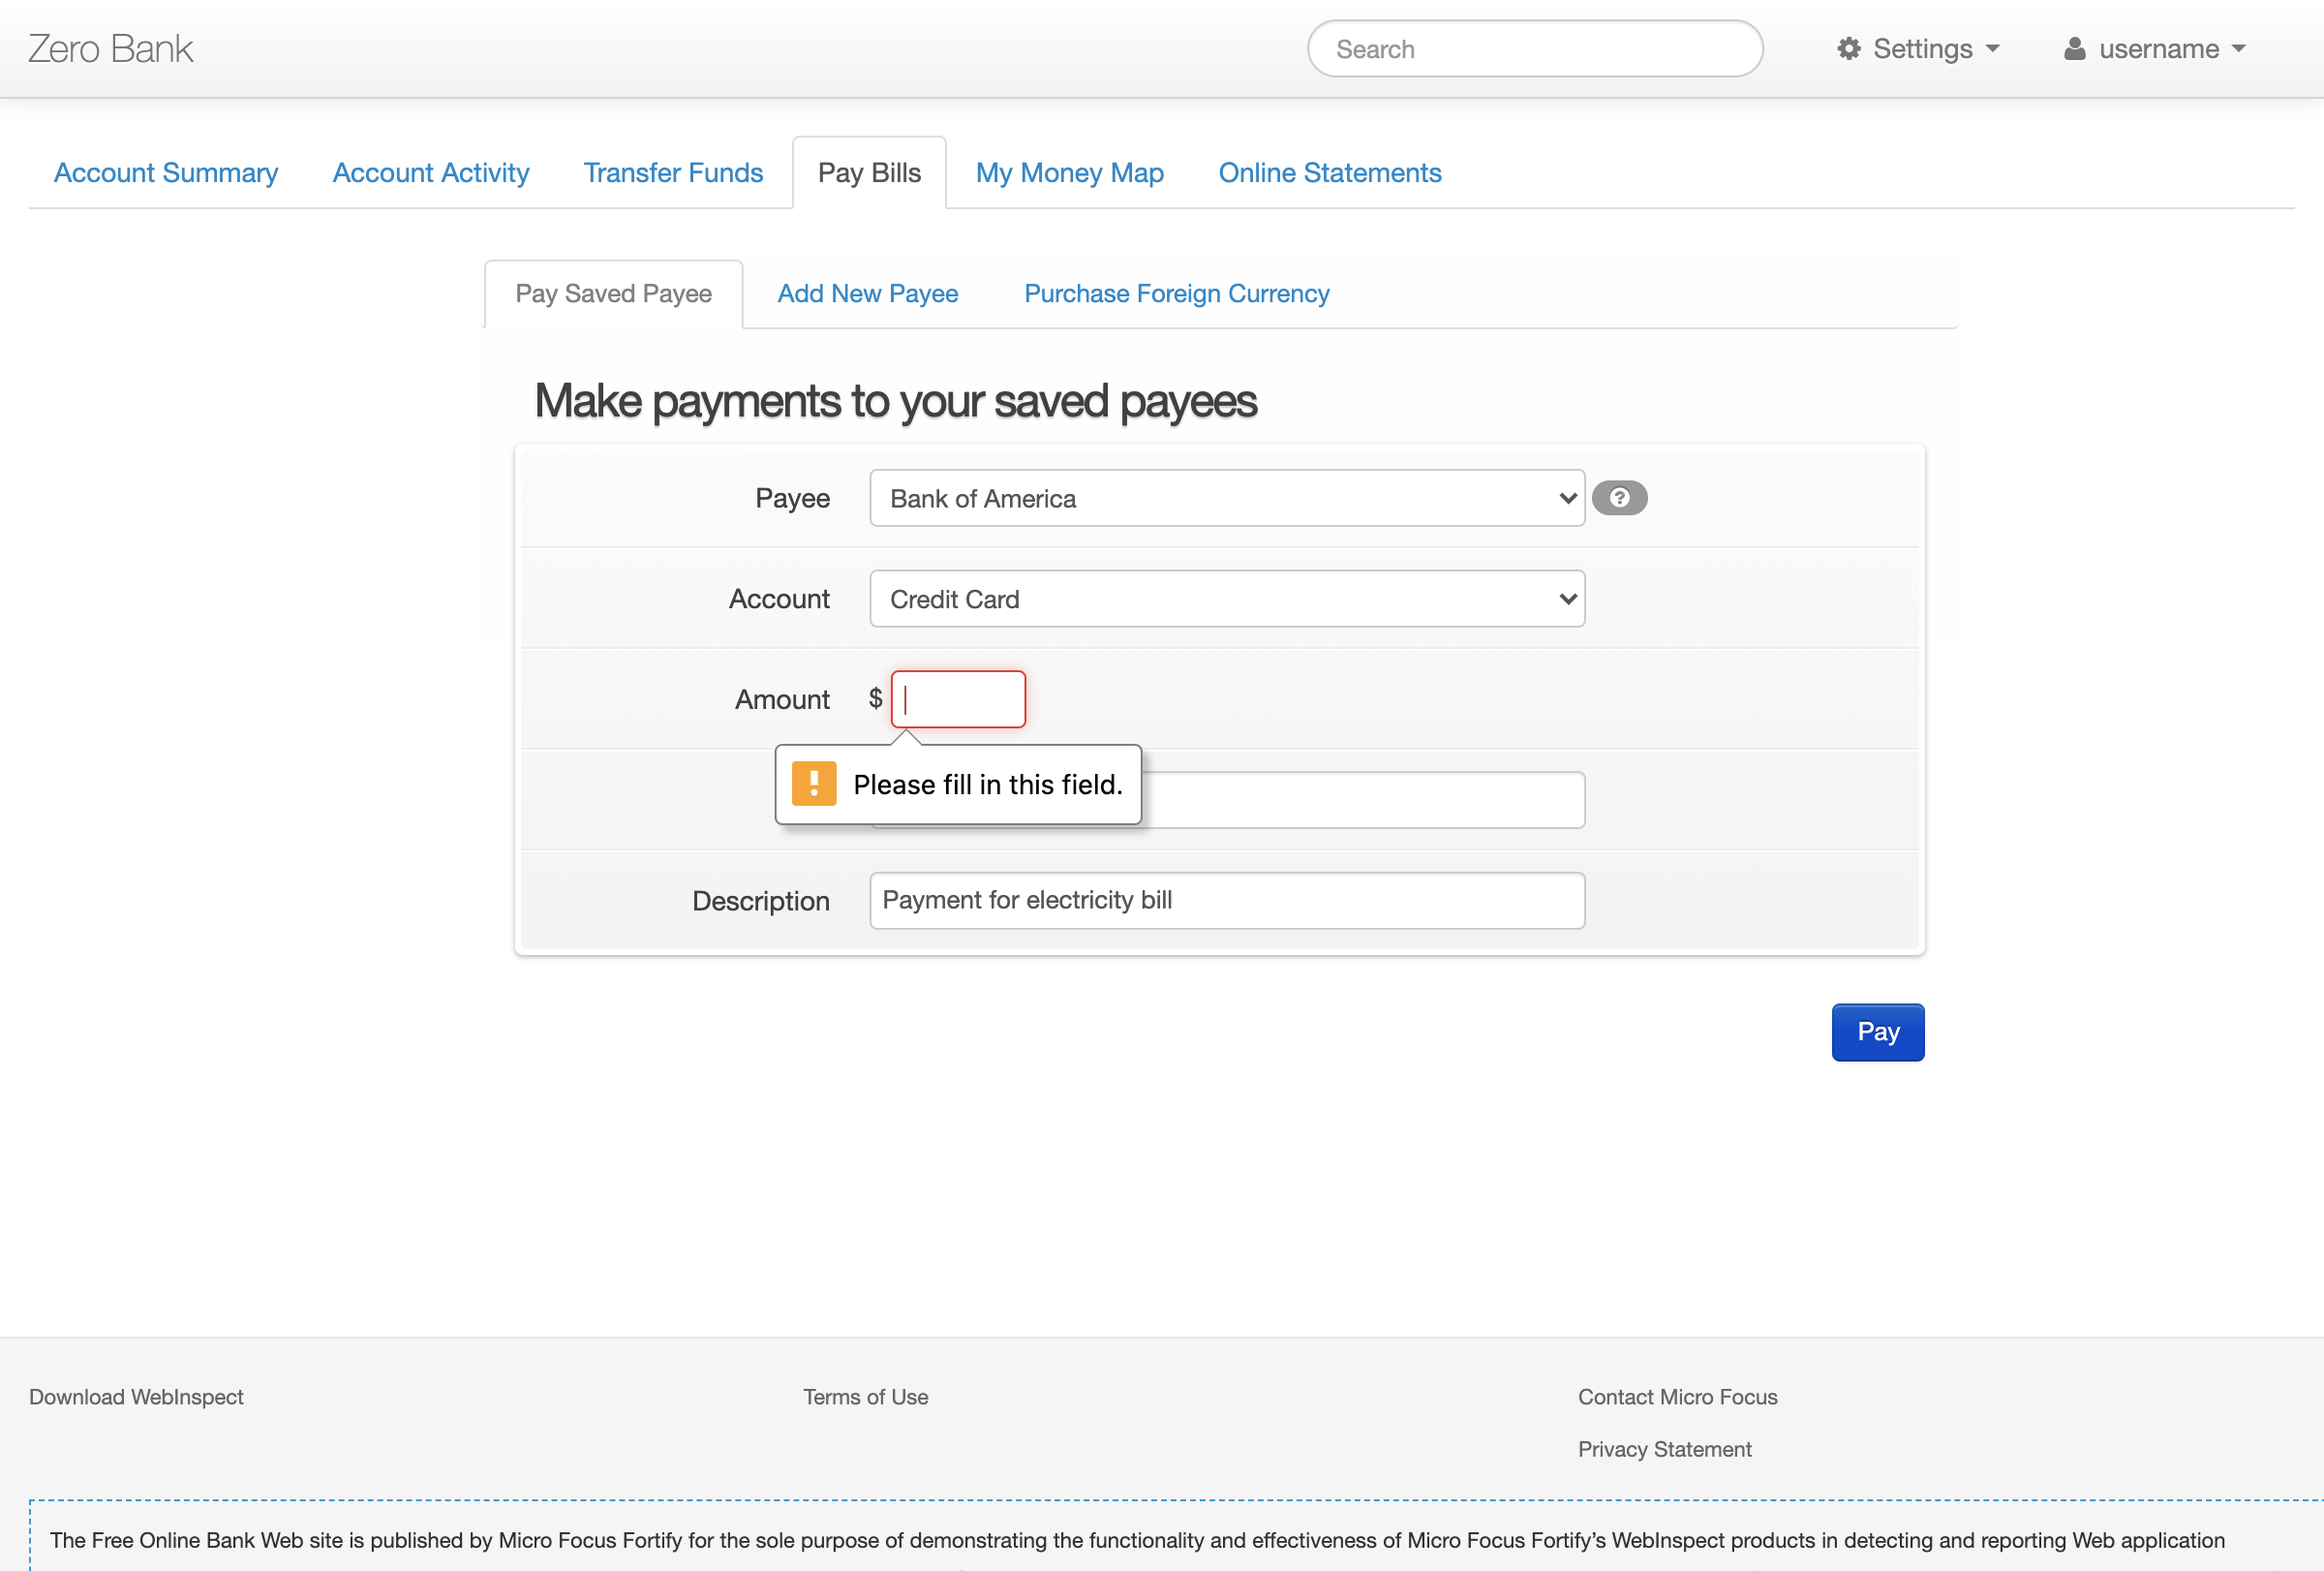 Zero Bank
Search
Settings
username
Account Summary
Account Activity
Transfer Funds
Pay Bills
My Money Map
Online Statements
Pay Saved Payee
Add New Payee
Purchase Foreign Currency
Make payments to your saved payees
Payee
Bank of America
?
Account
Credit Card
Amount
$
! Please fill in this field.
Description
Payment for electricity bill
Pay
Download WebInspect
Terms of Use
Contact Micro Focus
Privacy Statement
The Free Online Bank Web site is published by Micro Focus Fortify for the sole purpose of demonstrating the functionality and effectiveness of Micro Focus Fortify’s WebInspect products in detecting and reporting Web application